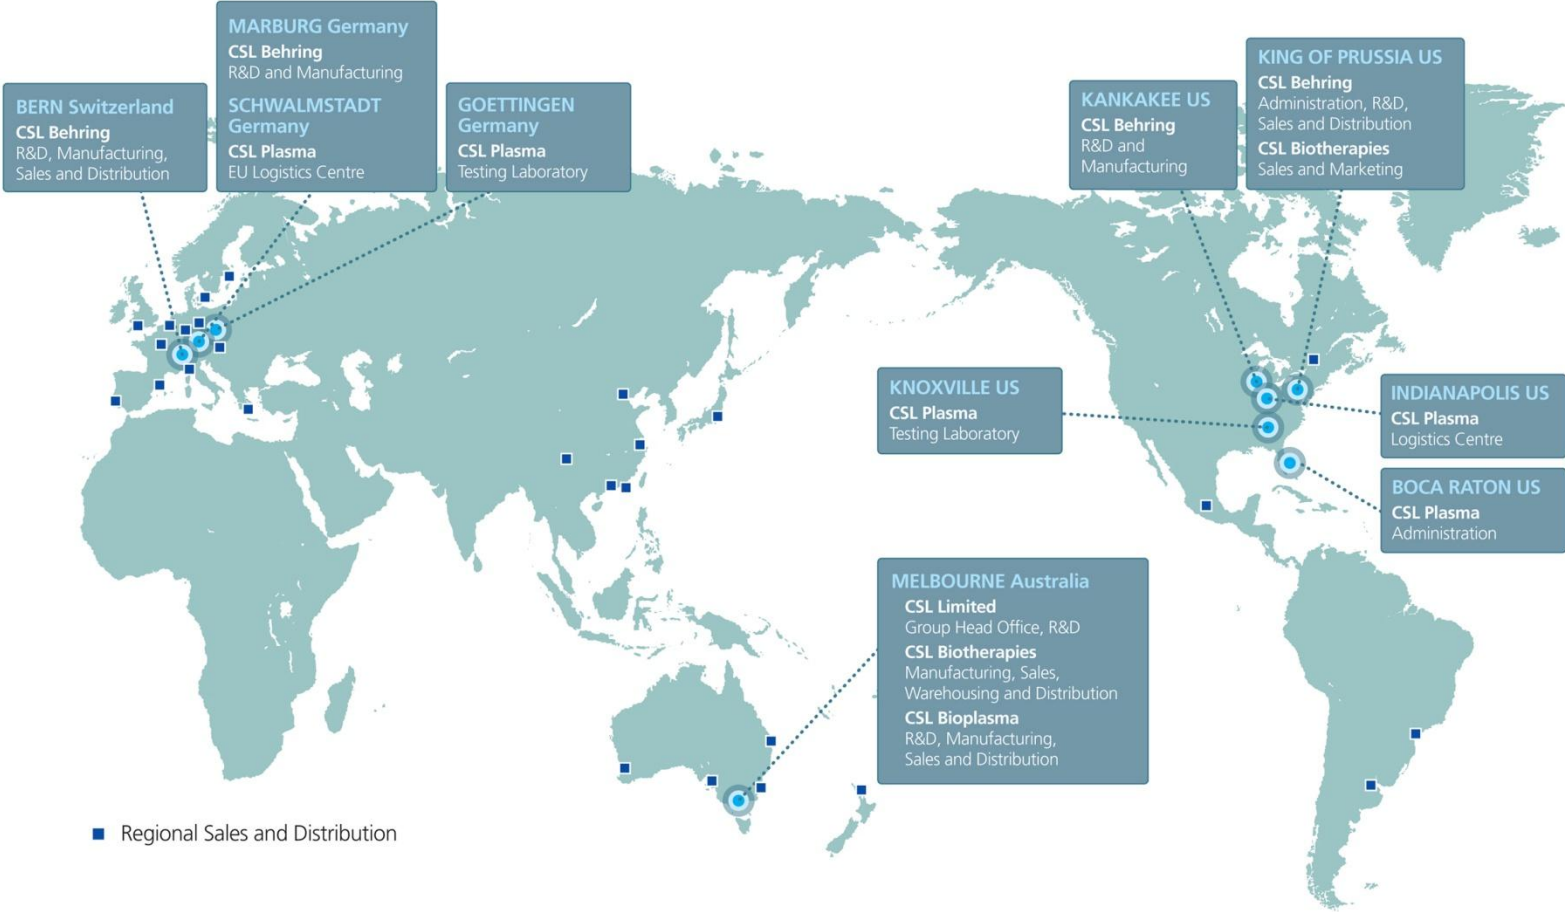 MARBURG Germany
CSL Behring
R&D and Manufacturing
SCHWALMSTADT
Germany
CSL Plasma
EU Logistics Centre
BERN Switzerland
CSL Behring
R&D, Manufacturing,
Sales and Distribution
GOETTINGEN
Germany
CSL Plasma
Testing Laboratory
KANKAKEE US
CSL Behring
R&D and
Manufacturing
KING OF PRUSSIA US
CSL Behring
Administration, R&D,
Sales and Distribution
CSL Biotherapies
Sales and Marketing
KNOXVILLE US
CSL Plasma
Testing Laboratory
INDIANAPOLIS US
CSL Plasma
Logistics Centre
BOCA RATON US
CSL Plasma
Administration
MELBOURNE Australia
CSL Limited
Group Head Office, R&D
CSL Biotherapies
Manufacturing, Sales,
Warehousing and Distribution
CSL Bioplasma
R&D, Manufacturing,
Sales and Distribution
Regional Sales and Distribution